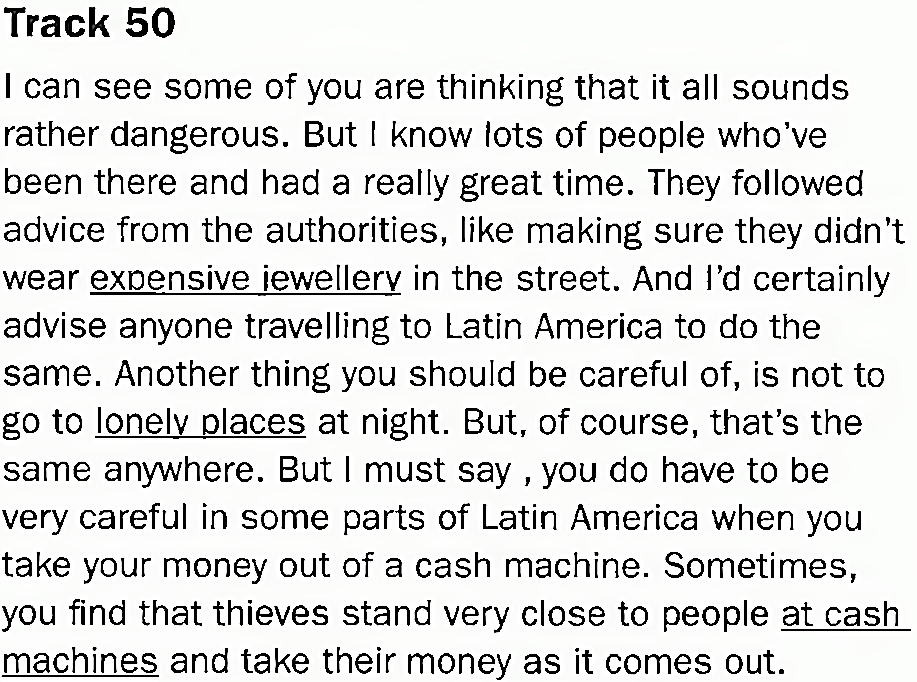 Track 50
I can see some of you are thinking that it all sounds
rather dangerous. But I know lots of people who've
been there and had a really great time. They followed
advice from the authorities, like making sure they didn't
wear expensive jewellery in the street. And I'd certainly
advise anyone travelling to Latin America to do the
same. Another thing you should be careful of, is not to
go to lonely places at night. But, of course, that's the
same anywhere. But I must say , you do have to be
very careful in some parts of Latin America when you
take your money out of a cash machine. Sometimes,
you find that thieves stand very close to people at cash
machines and take their money as it comes out.